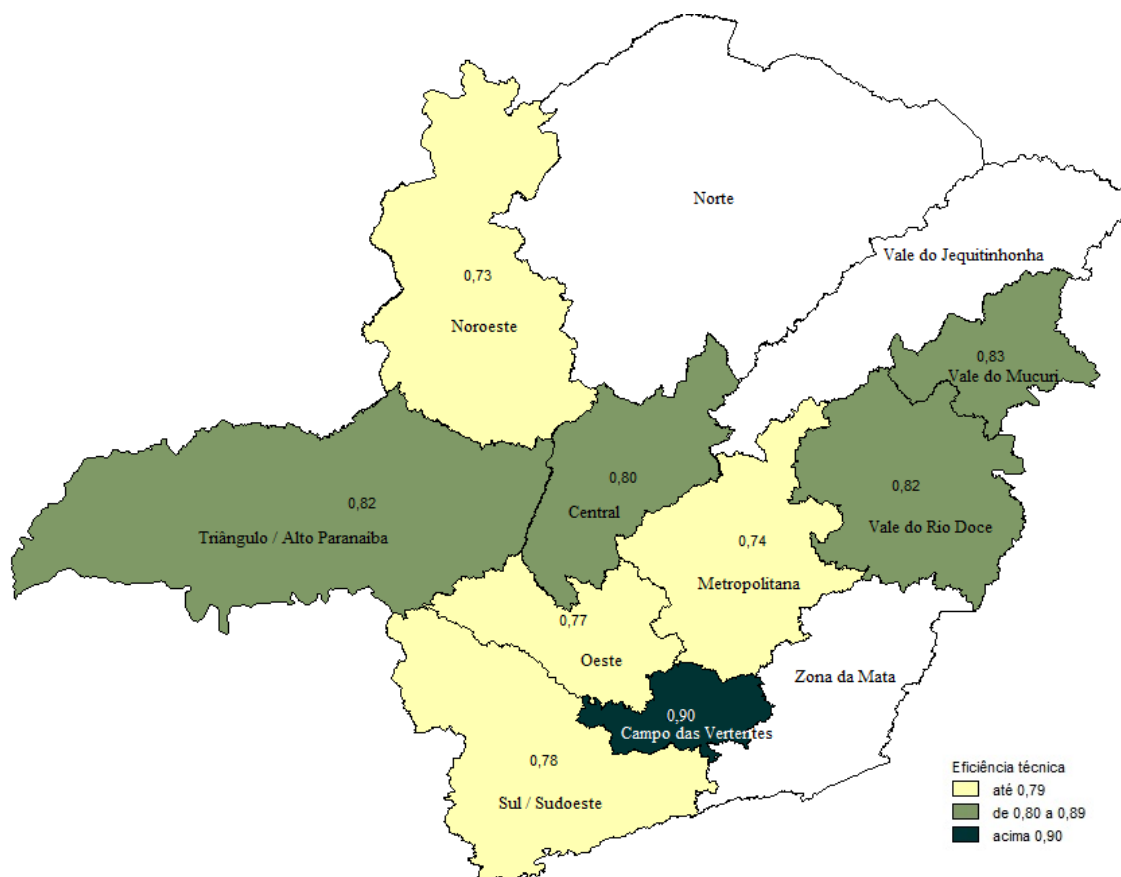 Norte
Vale do Jequitinhonha
0,73
Noroeste
0,83
Vale do Mucuri
0,82
Triângulo / Alto Paranaiba
0,80
Central
0,82
Vale do Rio Doce
0,74
Metropolitana
0,77
Oeste
Zona da Mata
0,90
Campo das Vertentes
0,78
Sul / Sudoeste
Eficiência técnica
até 0,79
de 0,80 a 0,89
acima 0,90